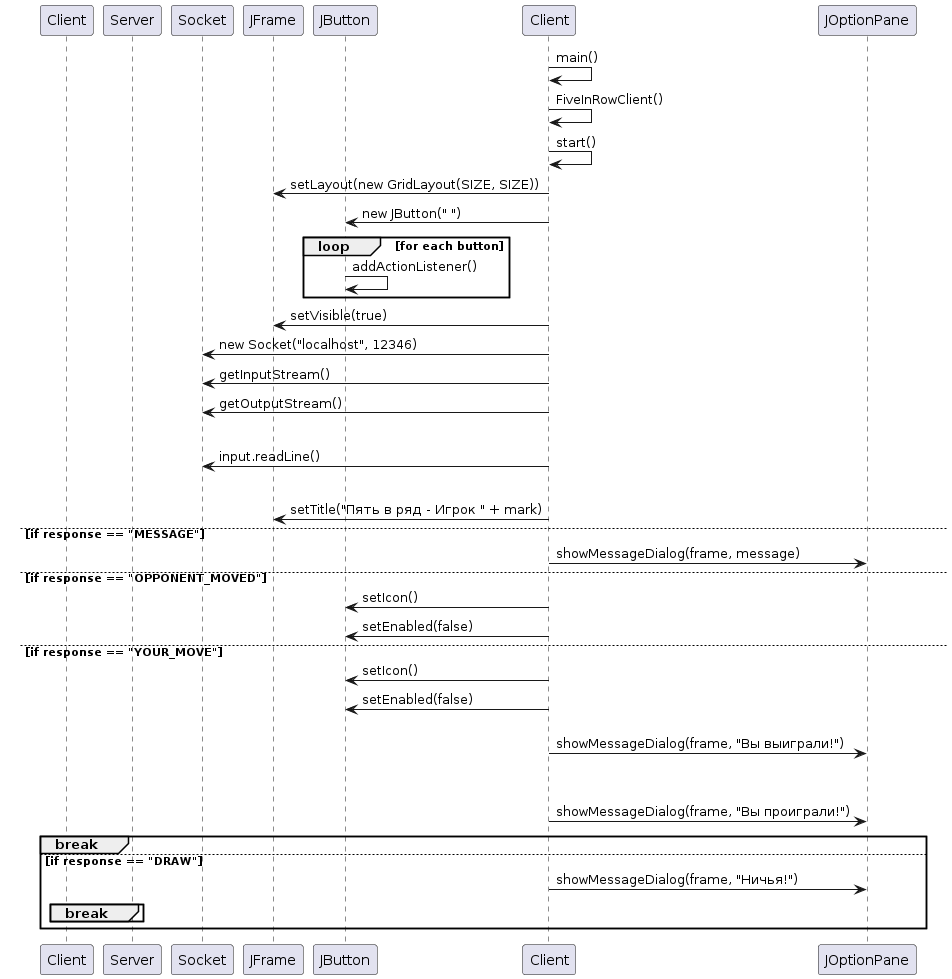 Client Server Socket JFrame JButton Client JOptionPane
main()
FiveInRowClient()
start()
setLayout(new GridLayout(SIZE, SIZE))
new JButton(" ")
loop [for each button]
addActionListener()
setVisible(true)
new Socket("localhost", 12346)
getInputStream()
getOutputStream()
input.readLine()
setTitle("Пять в ряд - Игрок " + mark)
[if response == "MESSAGE"]
showMessageDialog(frame, message)
[if response == "OPPONENT_MOVED"]
setIcon()
setEnabled(false)
[if response == "YOUR_MOVE"]
setIcon()
setEnabled(false)
showMessageDialog(frame, "Вы выиграли!")
showMessageDialog(frame, "Вы проиграли!")
break
[if response == "DRAW"]
showMessageDialog(frame, "Ничья!")
break
Client Server Socket JFrame JButton Client JOptionPane